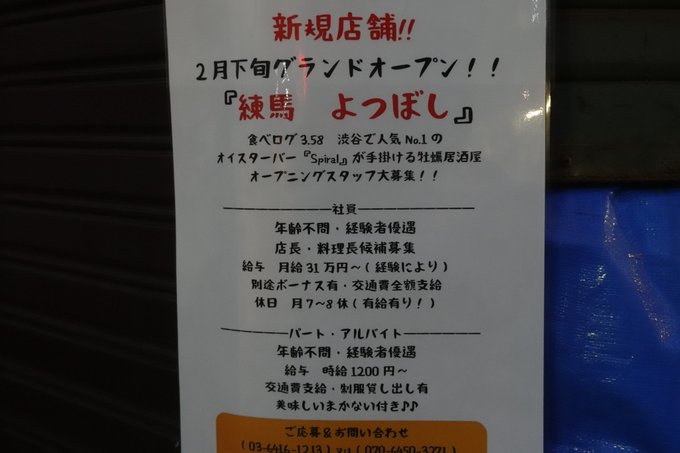 新規店舗!!
2月下旬グランドオープン！！
『練馬　よつぼし』
食べログ3.58　渋谷で人気No.1の
オイスターバー『Spiral』が手掛ける牡蠣居酒屋
オープニングスタッフ大募集！！
社員
年齢不問・経験者優遇
店長・料理長候補募集
給与　月給31万円～(経験により)
別途ボーナス有・交通費全額支給
休日　月7～8休(有給有り！)
パート・アルバイト
年齢不問・経験者優遇
給与　時給1200円～
交通費支給・制服貸し出し有
美味しいまかない付き♪♪
ご応募＆お問い合わせ
(03-6416-1213)又は(070-6450-3271)